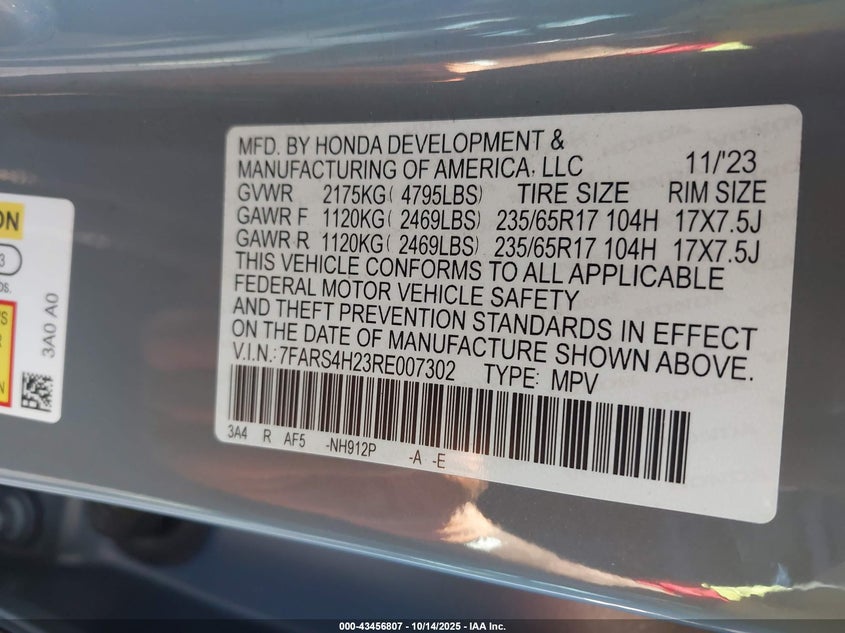 MFD. BY HONDA DEVELOPMENT &
MANUFACTURING OF AMERICA, LLC 11/'23
GVWR 2175KG( 4795LBS) TIRE SIZE RIM SIZE
GAWR F 1120KG( 2469LBS) 235/65R17 104H 17X7.5J
GAWR R 1120KG( 2469LBS) 235/65R17 104H 17X7.5J
THIS VEHICLE CONFORMS TO ALL APPLICABLE
FEDERAL MOTOR VEHICLE SAFETY
AND THEFT PREVENTION STANDARDS IN EFFECT
ON THE DATE OF MANUFACTURE SHOWN ABOVE.
V.I.N.:7FARS4H23RE007302 TYPE: MPV
3A4 R AF5 -NH912P -A -E
ON
3
DS.
'S
3A0 A0
000-43456807 - 10/14/2025 - IAA Inc.